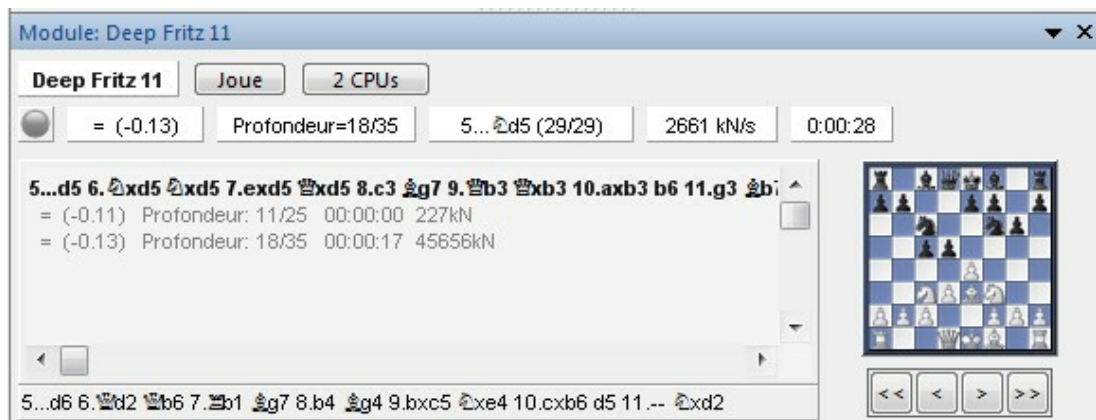 Module: Deep Fritz 11
Deep Fritz 11 Joue 2 CPUs
= (-0.13) Profondeur=18/35 5...♘d5 (29/29) 2661 kN/s 0:00:28
5...d5 6.♘xd5 ♘xd5 7.exd5 ♕xd5 8.c3 ♗g7 9.♕b3 ♕xb3 10.axb3 b6 11.g3 ♗b7
= (-0.11) Profondeur: 11/25 00:00:00 227kN
= (-0.13) Profondeur: 18/35 00:00:17 45656kN
5...d6 6.♕d2 ♕b6 7.♖b1 ♗g7 8.b4 ♗g4 9.bxc5 ♘xe4 10.cxb6 d5 11.-- ♘xd2
<< < > >>